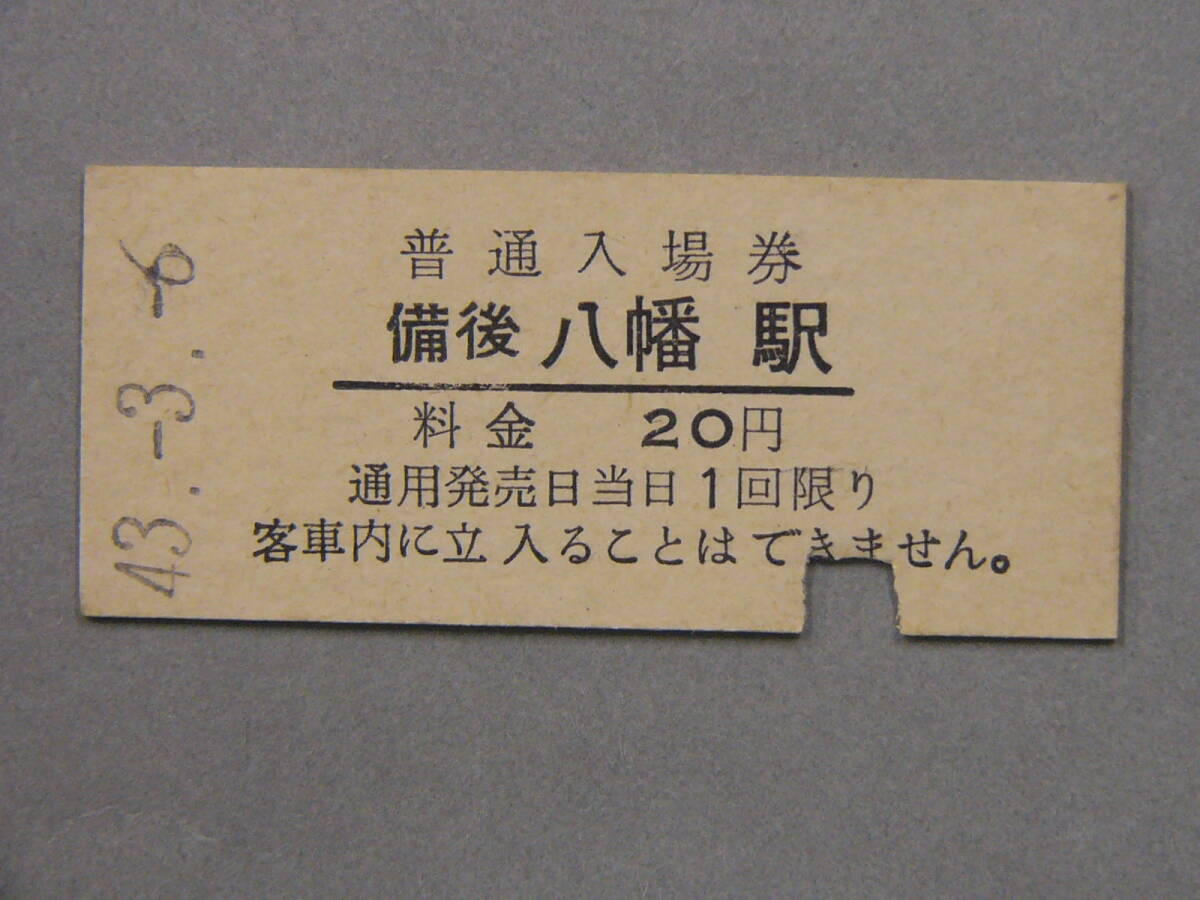 普通入場券
備後八幡駅
料金 20円
通用発売日当日1回限り
客車内に立入ることはできません。
43.-3.-6